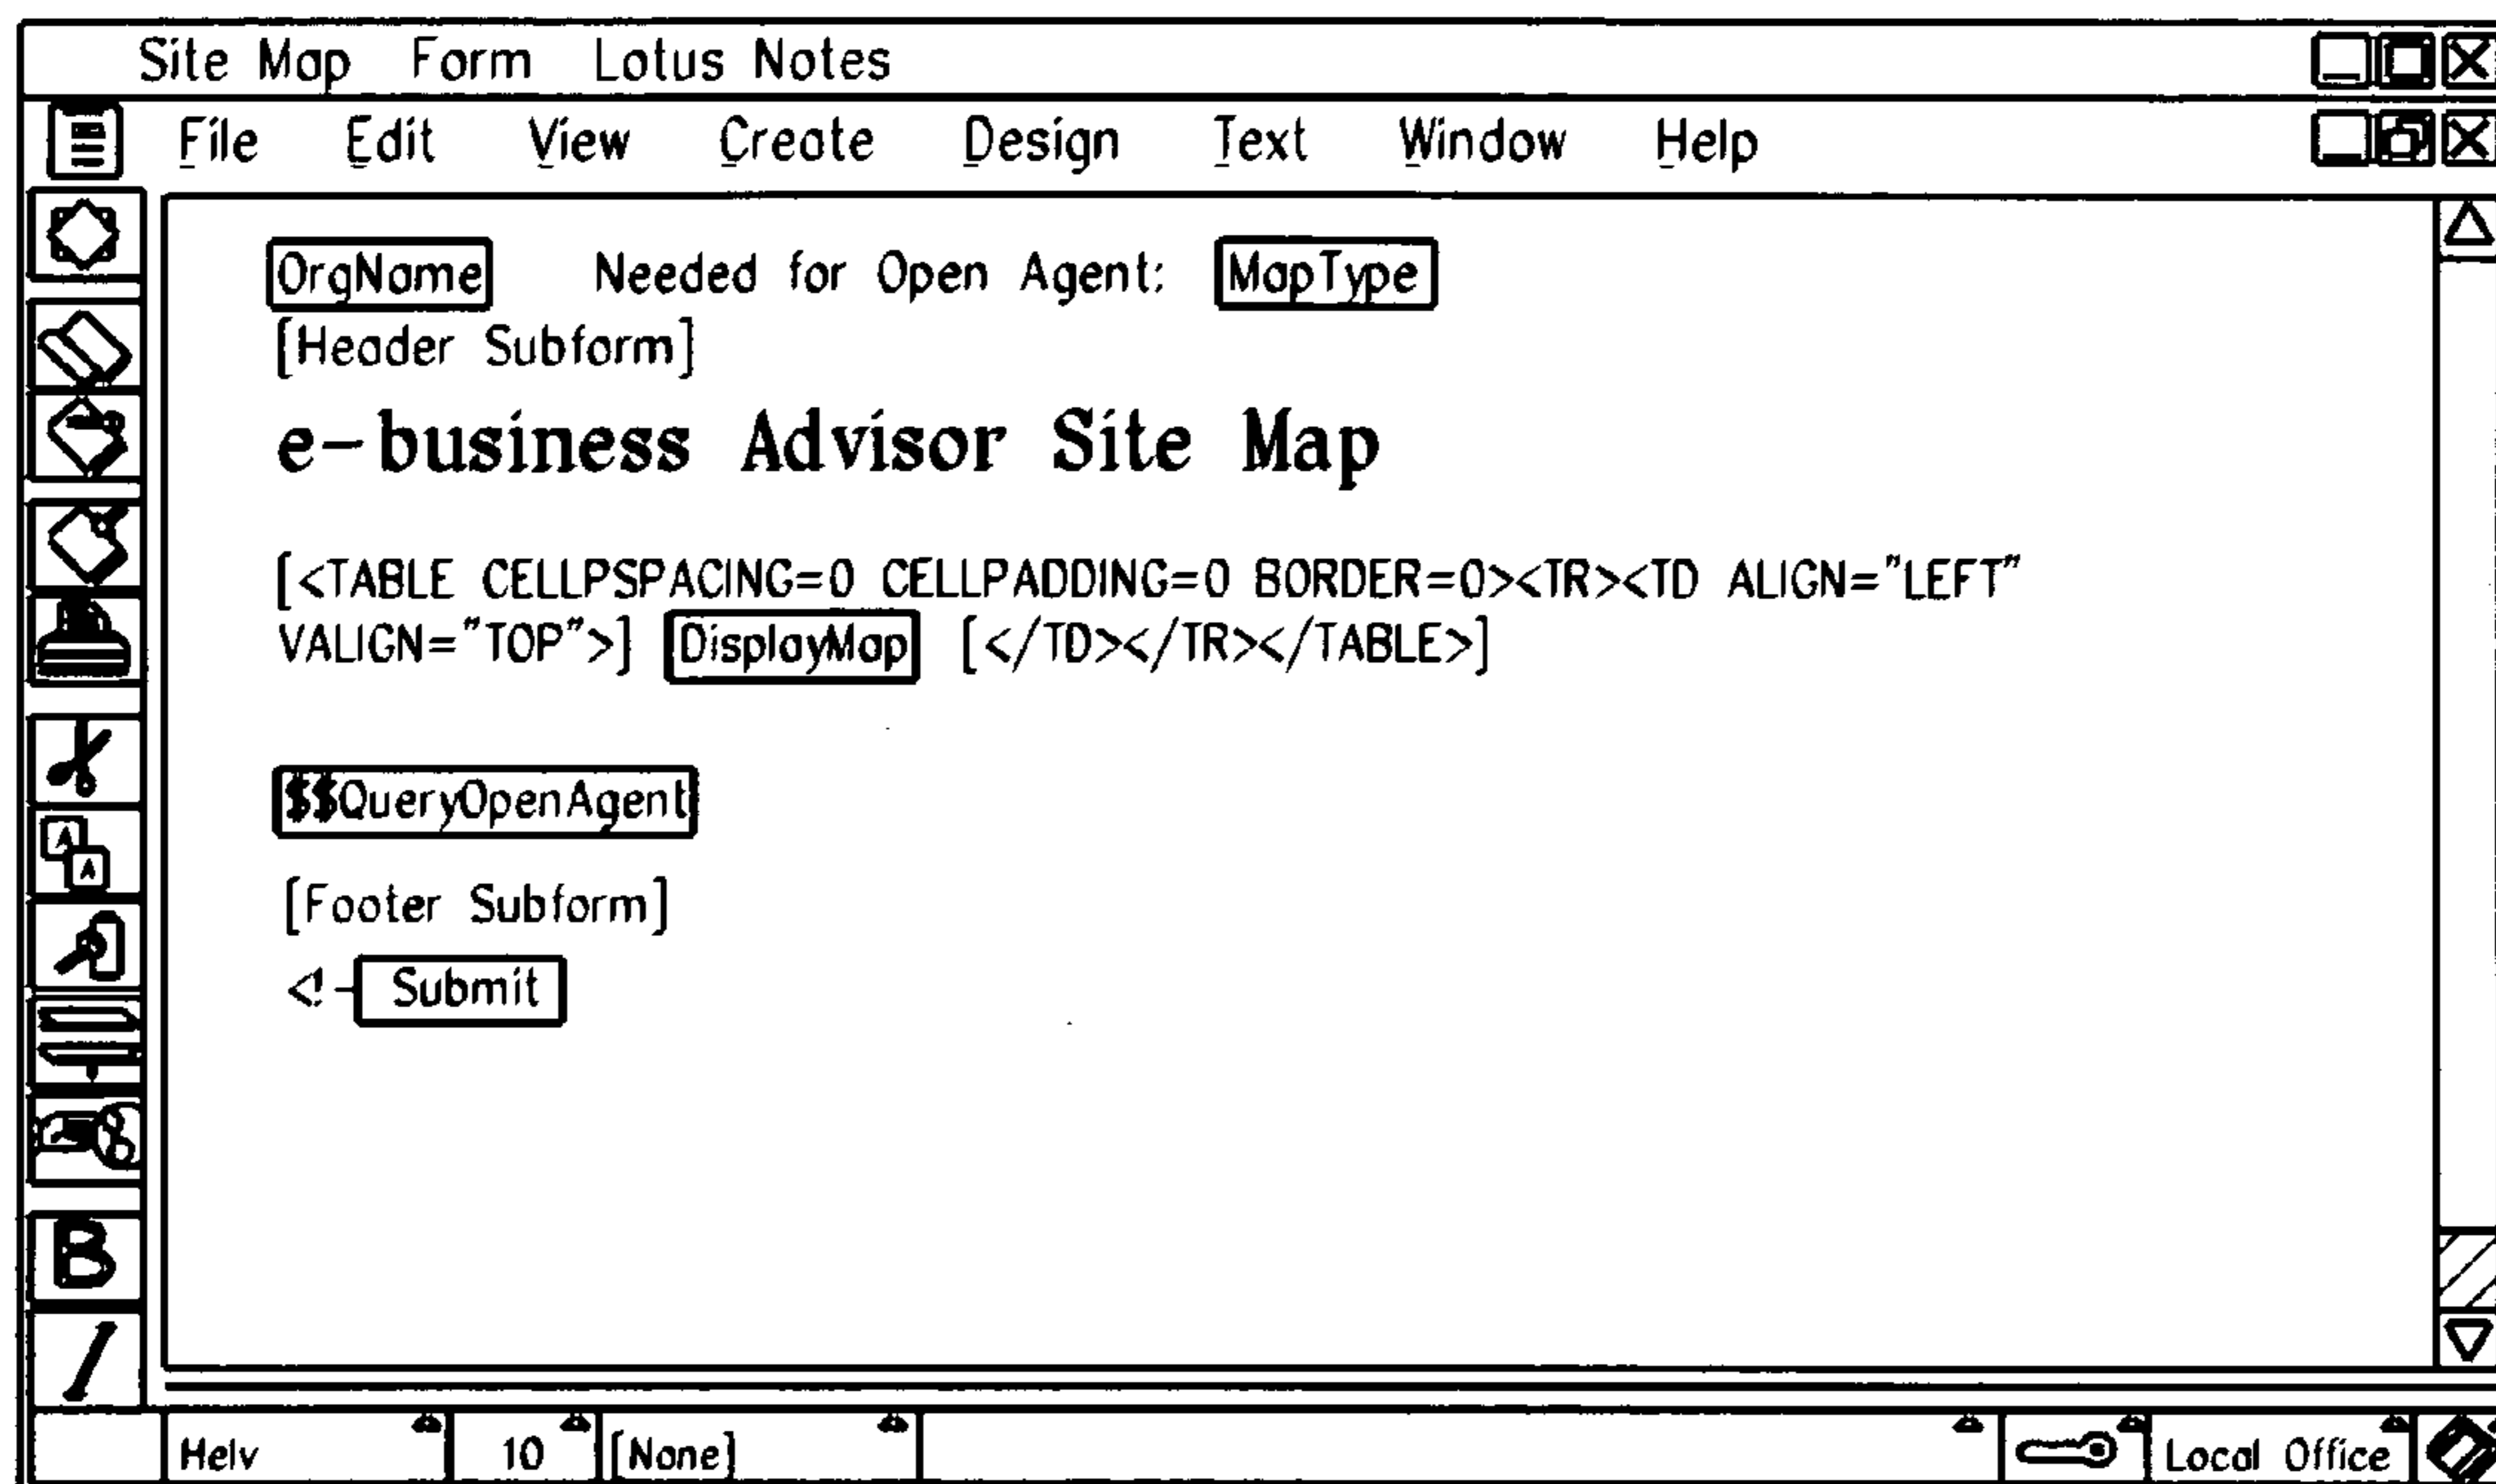 Site Map Form Lotus Notes
File Edit View Create Design Text Window Help
OrgName Needed for Open Agent: MapType
[Header Subform]
e-business Advisor Site Map
[<TABLE CELLPSPACING=0 CELLPADDING=0 BORDER=0><TR><TD ALIGN="LEFT"
VALIGN="TOP">] DisplayMap [</TD></TR></TABLE>]
$$QueryOpenAgent
[Footer Subform]
<!- Submit
B
I
Helv 10 [None] Local Office